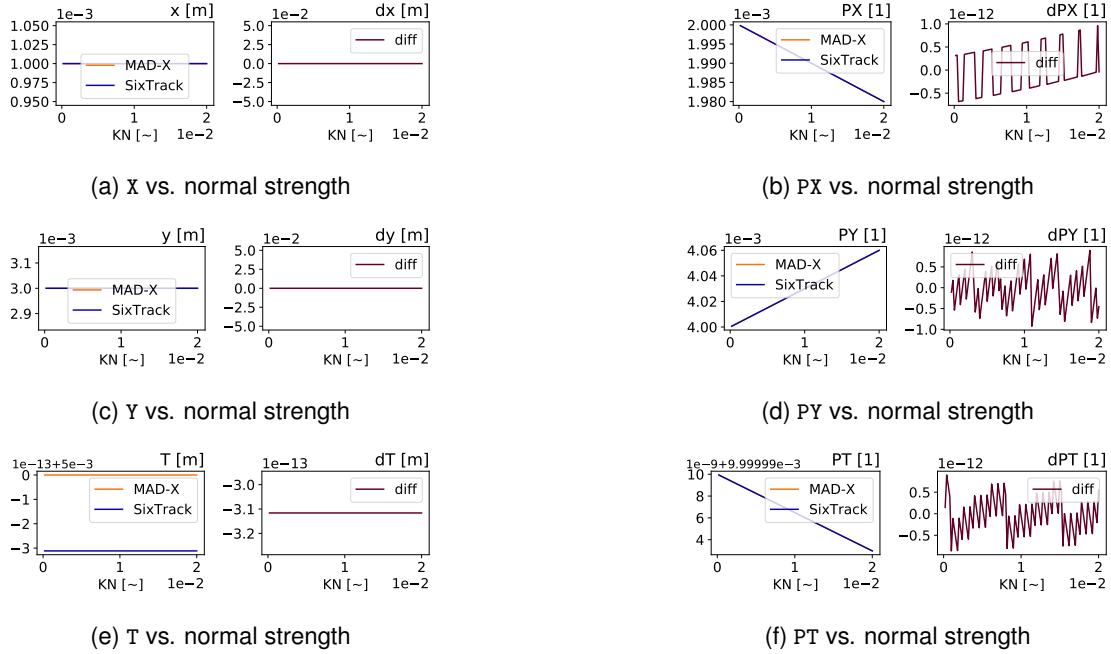 1e−3 x [m]
1.050
1.025
1.000
0.975
0.950
MAD-X
SixTrack
0 1 2
KN [~] 1e−2
1e−2 dx [m]
5.0
2.5
0.0
−2.5
−5.0
diff
0 1 2
KN [~] 1e−2
(a) X vs. normal strength
1e−3 PX [1]
2.000
1.995
1.990
1.985
1.980
MAD-X
SixTrack
0 1 2
KN [~] 1e−2
1e−12 dPX [1]
1.0
0.5
0.0
−0.5
diff
0 1 2
KN [~] 1e−2
(b) PX vs. normal strength
1e−3 y [m]
3.1
3.0
2.9
MAD-X
SixTrack
0 1 2
KN [~] 1e−2
1e−2 dy [m]
5.0
2.5
0.0
−2.5
−5.0
diff
0 1 2
KN [~] 1e−2
(c) Y vs. normal strength
1e−3 PY [1]
4.06
4.04
4.02
4.00
MAD-X
SixTrack
0 1 2
KN [~] 1e−2
1e−12 dPY [1]
0.5
0.0
−0.5
−1.0
diff
0 1 2
KN [~] 1e−2
(d) PY vs. normal strength
1e−13+5e−3 T [m]
0
−1
−2
−3
MAD-X
SixTrack
0 1 2
KN [~] 1e−2
1e−13 dT [m]
−3.0
−3.1
−3.2
diff
0 1 2
KN [~] 1e−2
(e) T vs. normal strength
1e−9+9.99999e−3 PT [1]
10
8
6
4
MAD-X
SixTrack
0 1 2
KN [~] 1e−2
1e−12 dPT [1]
0.5
0.0
−0.5
diff
0 1 2
KN [~] 1e−2
(f) PT vs. normal strength